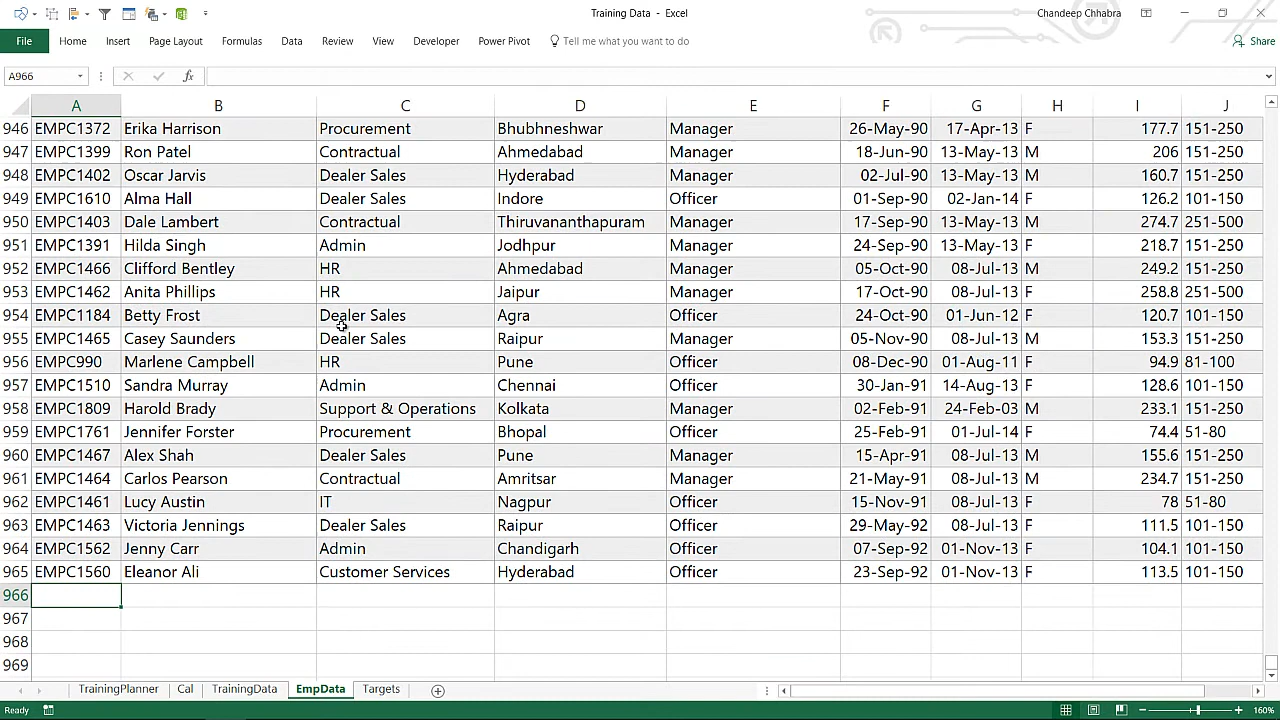 Training Data - Excel
Chandeep Chhabra
File Home Insert Page Layout Formulas Data Review View Developer Power Pivot Tell me what you want to do Share
A966 fx
A B C D E F G H I J
946 EMPC1372 Erika Harrison Procurement Bhubhneshwar Manager 26-May-90 17-Apr-13 F 177.7 151-250
947 EMPC1399 Ron Patel Contractual Ahmedabad Manager 18-Jun-90 13-May-13 M 206 151-250
948 EMPC1402 Oscar Jarvis Dealer Sales Hyderabad Manager 02-Jul-90 13-May-13 M 160.7 151-250
949 EMPC1610 Alma Hall Dealer Sales Indore Officer 01-Sep-90 02-Jan-14 F 126.2 101-150
950 EMPC1403 Dale Lambert Contractual Thiruvananthapuram Manager 17-Sep-90 13-May-13 M 274.7 251-500
951 EMPC1391 Hilda Singh Admin Jodhpur Manager 24-Sep-90 13-May-13 F 218.7 151-250
952 EMPC1466 Clifford Bentley HR Ahmedabad Manager 05-Oct-90 08-Jul-13 M 249.2 151-250
953 EMPC1462 Anita Phillips HR Jaipur Manager 17-Oct-90 08-Jul-13 F 258.8 251-500
954 EMPC1184 Betty Frost Dealer Sales Agra Officer 24-Oct-90 01-Jun-12 F 120.7 101-150
955 EMPC1465 Casey Saunders Dealer Sales Raipur Manager 05-Nov-90 08-Jul-13 M 153.3 151-250
956 EMPC990 Marlene Campbell HR Pune Officer 08-Dec-90 01-Aug-11 F 94.9 81-100
957 EMPC1510 Sandra Murray Admin Chennai Officer 30-Jan-91 14-Aug-13 F 128.6 101-150
958 EMPC1809 Harold Brady Support & Operations Kolkata Manager 02-Feb-91 24-Feb-03 M 233.1 151-250
959 EMPC1761 Jennifer Forster Procurement Bhopal Officer 25-Feb-91 01-Jul-14 F 74.4 51-80
960 EMPC1467 Alex Shah Dealer Sales Pune Manager 15-Apr-91 08-Jul-13 M 155.6 151-250
961 EMPC1464 Carlos Pearson Contractual Amritsar Manager 21-May-91 08-Jul-13 M 234.7 151-250
962 EMPC1461 Lucy Austin IT Nagpur Officer 15-Nov-91 08-Jul-13 F 78 51-80
963 EMPC1463 Victoria Jennings Dealer Sales Raipur Officer 29-May-92 08-Jul-13 F 111.5 101-150
964 EMPC1562 Jenny Carr Admin Chandigarh Officer 07-Sep-92 01-Nov-13 F 104.1 101-150
965 EMPC1560 Eleanor Ali Customer Services Hyderabad Officer 23-Sep-92 01-Nov-13 F 113.5 101-150
966
967
968
969
TrainingPlanner Cal TrainingData EmpData Targets
Ready 160%